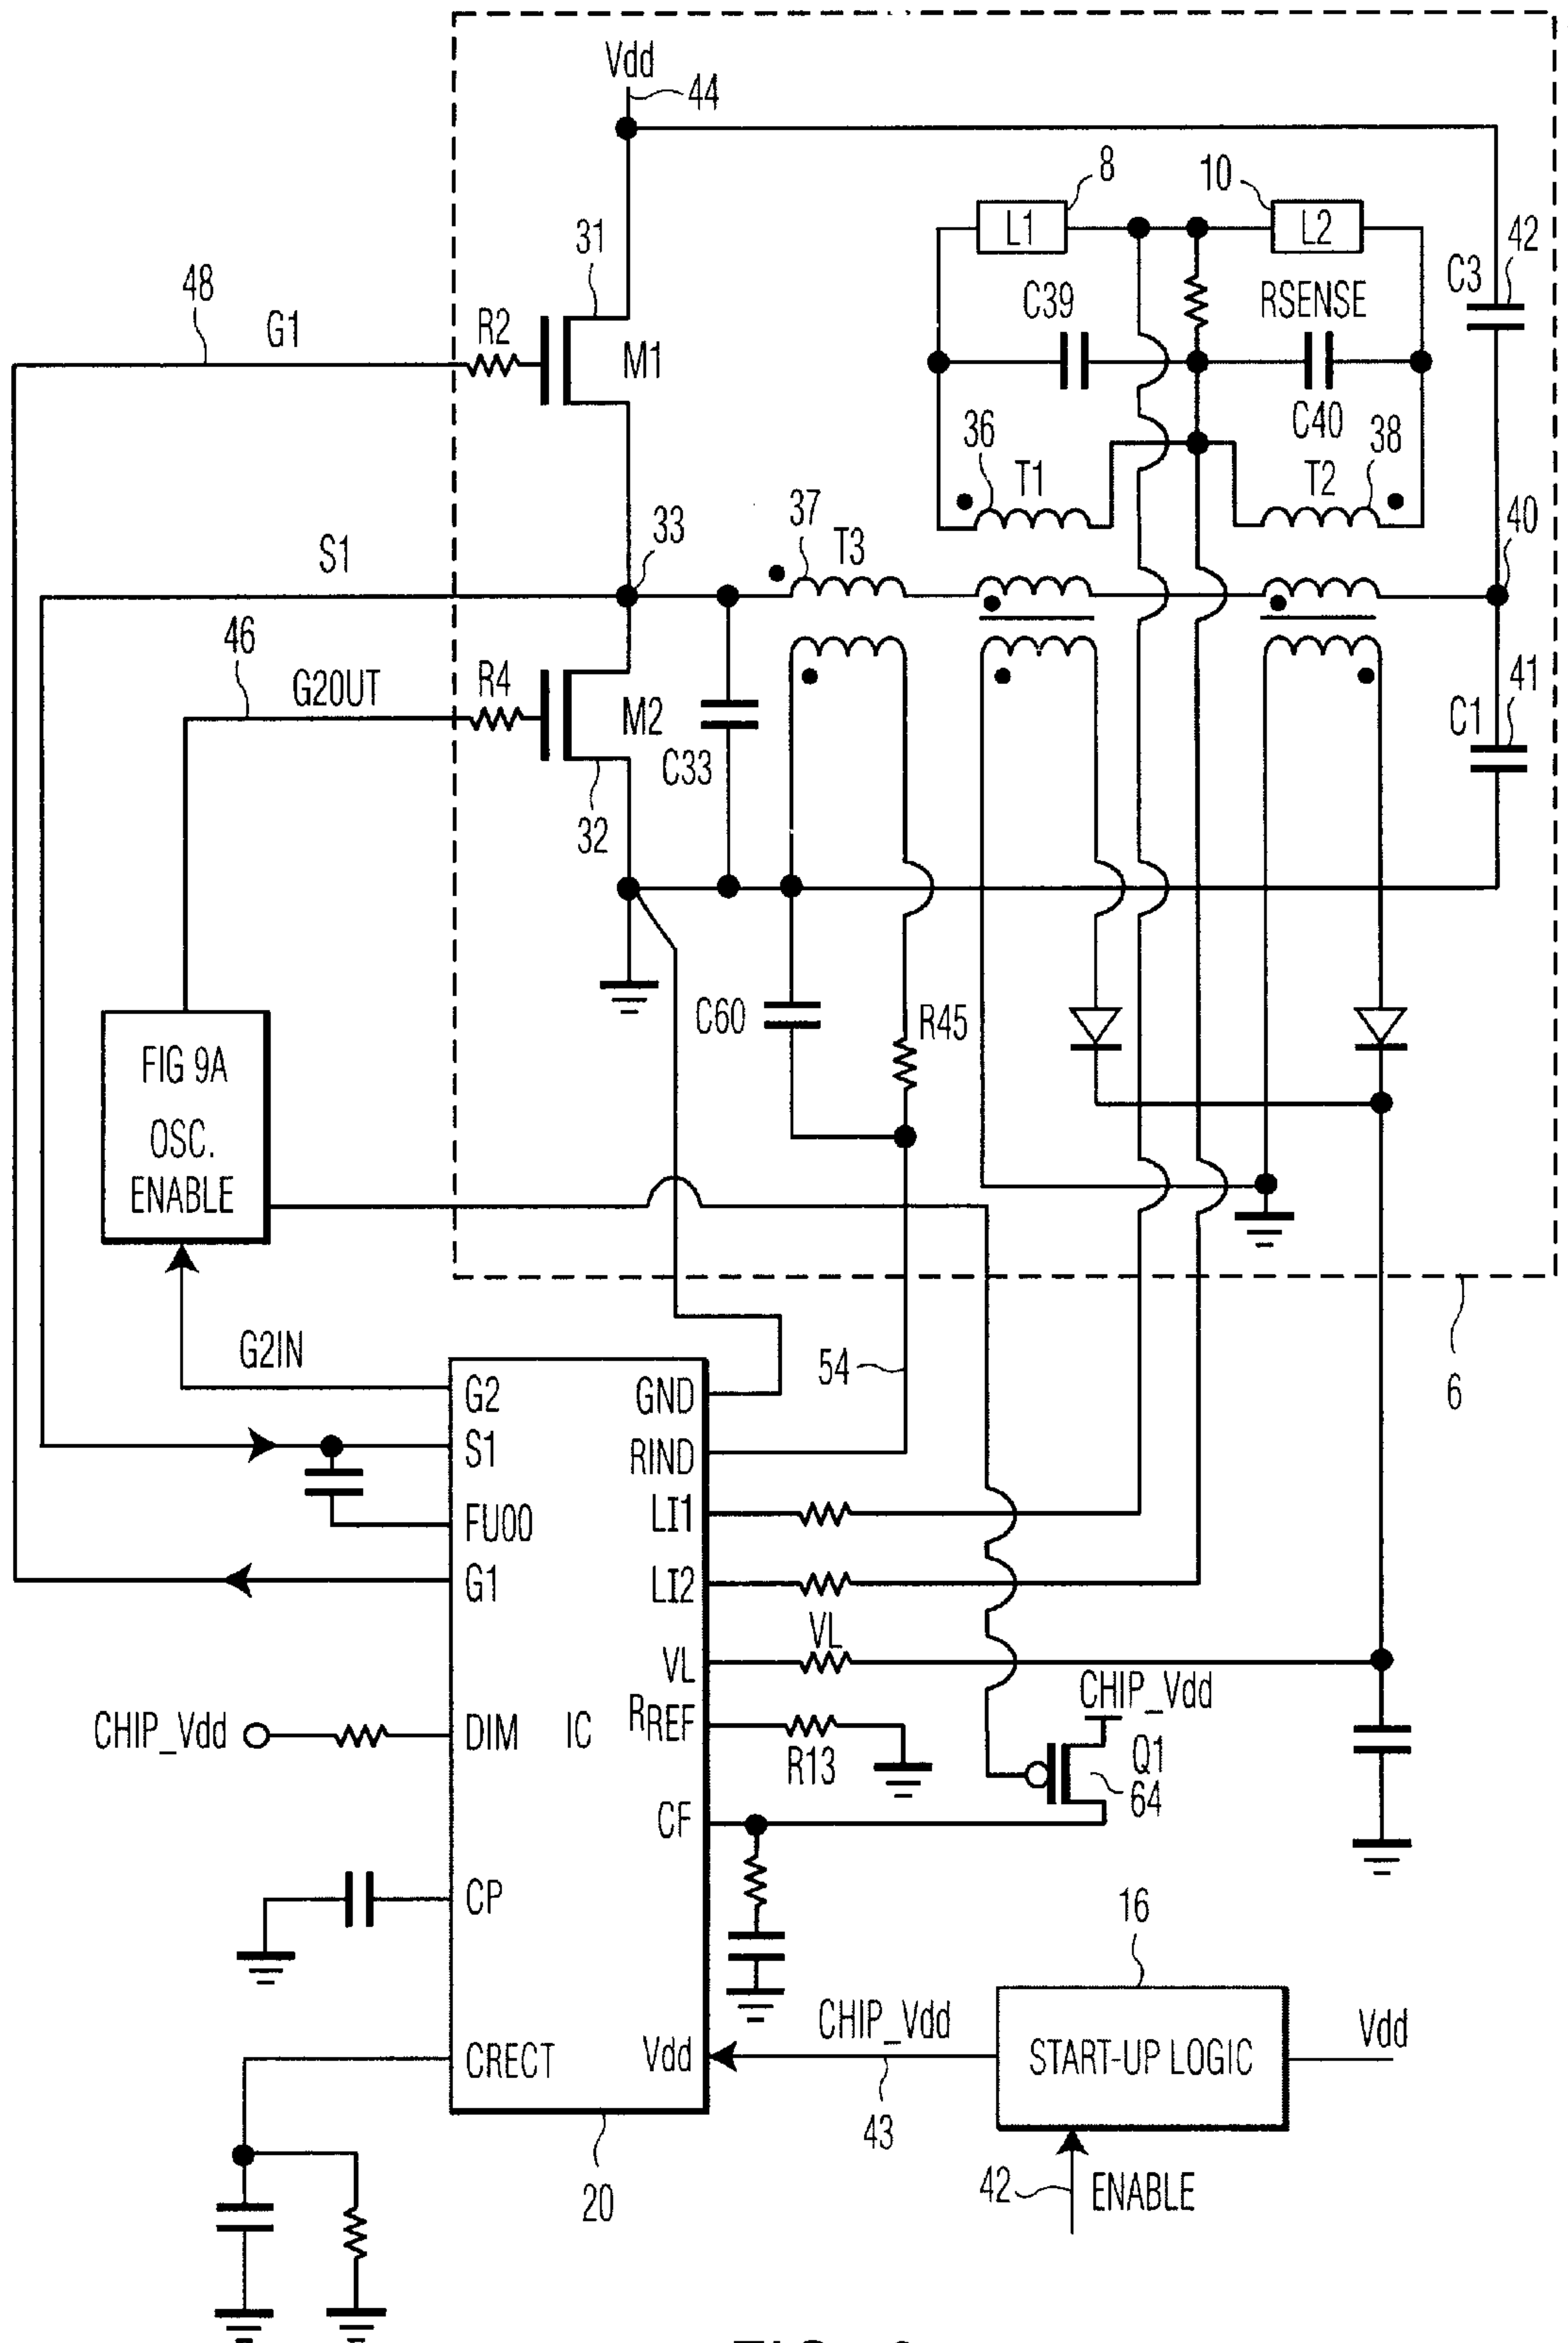 Vdd
44
8
10
L1
L2
42
C3
31
C39
RSENSE
48
G1
R2
M1
C40
36
38
T1
T2
37
T3
40
33
S1
46
G2OUT
R4
M2
C33
41
C1
32
C60
R45
FIG 9A
OSC.
ENABLE
G2IN
54
6
G2
GND
S1
RIND
FU00
LI1
G1
LI2
VL
VL
CHIP_Vdd
CHIP_Vdd
DIM
IC
RREF
R13
Q1
64
CF
CP
16
CHIP_Vdd
Vdd
CRECT
Vdd
START-UP LOGIC
43
20
42
ENABLE